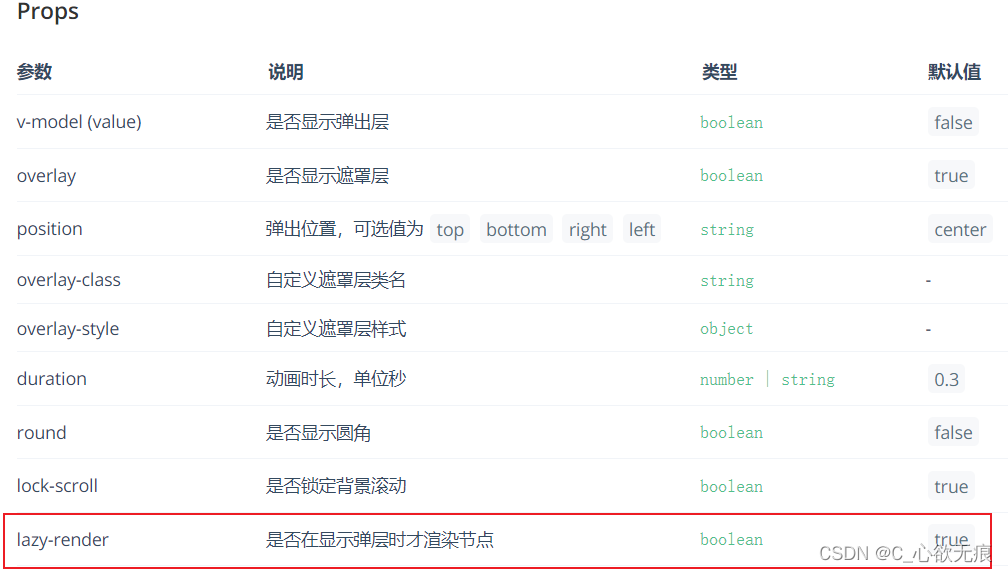 Props
参数 说明 类型 默认值
v-model (value) 是否显示弹出层 boolean false
overlay 是否显示遮罩层 boolean true
position 弹出位置，可选值为 top bottom right left string center
overlay-class 自定义遮罩层类名 string -
overlay-style 自定义遮罩层样式 object -
duration 动画时长，单位秒 number | string 0.3
round 是否显示圆角 boolean false
lock-scroll 是否锁定背景滚动 boolean true
lazy-render 是否在显示弹层时才渲染节点 boolean true
CSDN @C_心欲无痕